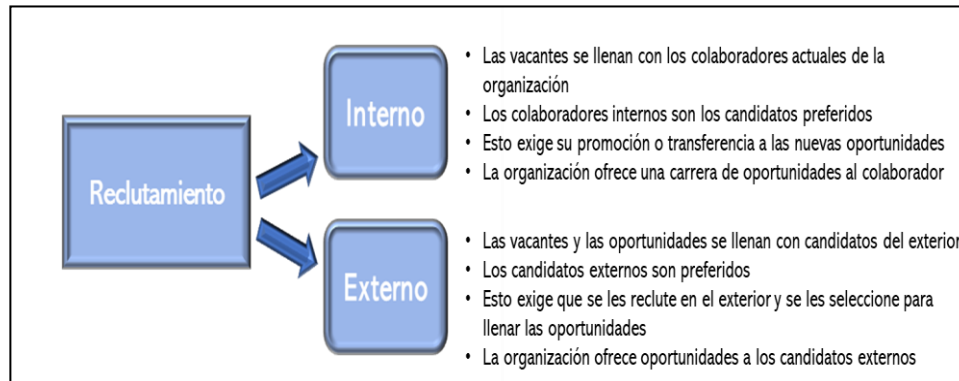 Reclutamiento
Interno
• Las vacantes se llenan con los colaboradores actuales de la
organización
• Los colaboradores internos son los candidatos preferidos
• Esto exige su promoción o transferencia a las nuevas oportunidades
• La organización ofrece una carrera de oportunidades al colaborador
Externo
• Las vacantes y las oportunidades se llenan con candidatos del exterior
• Los candidatos externos son preferidos
• Esto exige que se les reclute en el exterior y se les seleccione para
llenar las oportunidades
• La organización ofrece oportunidades a los candidatos externos